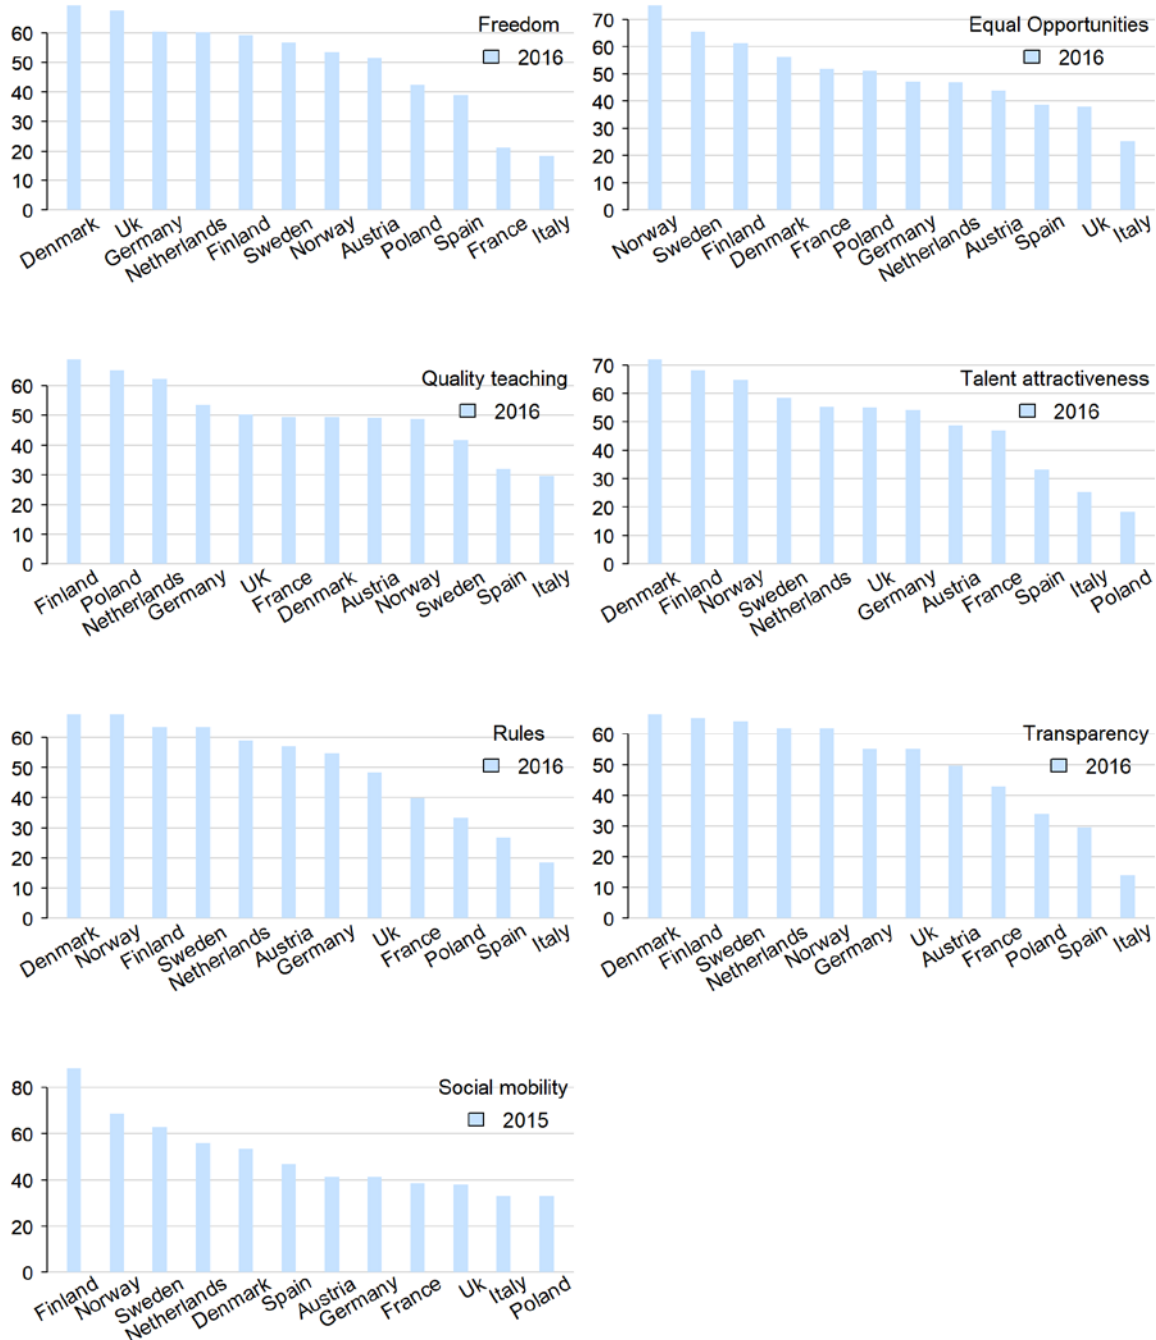 Freedom
2016
60
50
40
30
20
10
0
Denmark
Uk
Germany
Netherlands
Finland
Sweden
Norway
Austria
Poland
Spain
France
Italy
Equal Opportunities
2016
70
60
50
40
30
20
10
0
Norway
Sweden
Finland
Denmark
France
Poland
Germany
Netherlands
Austria
Spain
Uk
Italy
Quality teaching
2016
60
50
40
30
20
10
0
Finland
Poland
Netherlands
Germany
UK
France
Denmark
Austria
Norway
Sweden
Spain
Italy
Talent attractiveness
2016
70
60
50
40
30
20
10
0
Denmark
Finland
Norway
Sweden
Netherlands
Uk
Germany
Austria
France
Spain
Italy
Poland
Rules
2016
60
50
40
30
20
10
0
Denmark
Norway
Finland
Sweden
Netherlands
Austria
Germany
Uk
France
Poland
Spain
Italy
Transparency
2016
60
50
40
30
20
10
0
Denmark
Finland
Sweden
Netherlands
Norway
Germany
Uk
Austria
France
Poland
Spain
Italy
Social mobility
2015
80
60
40
20
0
Finland
Norway
Sweden
Netherlands
Denmark
Spain
Austria
Germany
France
Uk
Italy
Poland